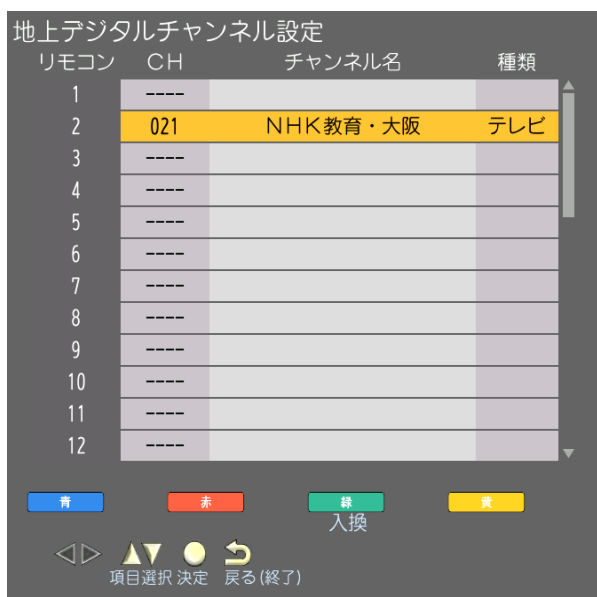 地上デジタルチャンネル設定
リモコン CH チャンネル名 種類
1 ----
2 021 NHK教育・大阪 テレビ
3 ----
4 ----
5 ----
6 ----
7 ----
8 ----
9 ----
10 ----
11 ----
12 ----
青 赤 緑 黄
入換
項目選択 決定 戻る(終了)